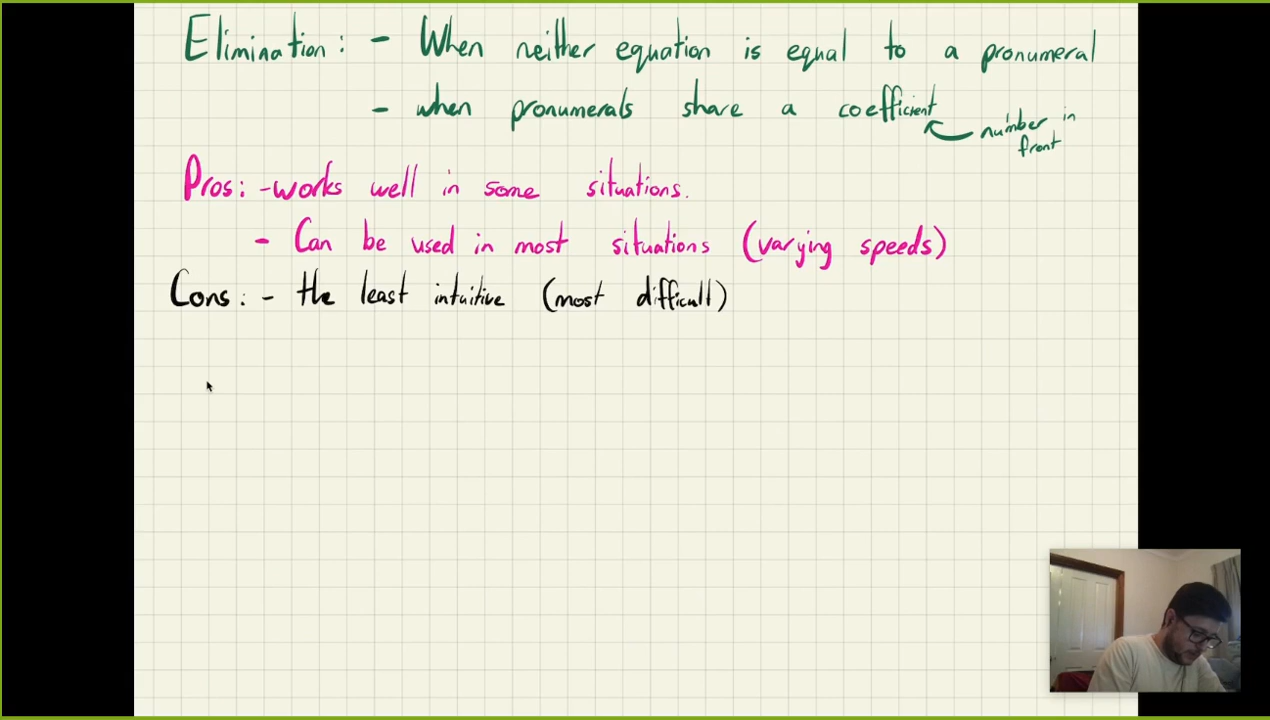 Elimination: - When neither equation is equal to a pronumeral
- when pronumerals share a coefficient
number in
front
Pros: -works well in some situations.
- Can be used in most situations (varying speeds)
Cons: - the least intuitive (most difficult)